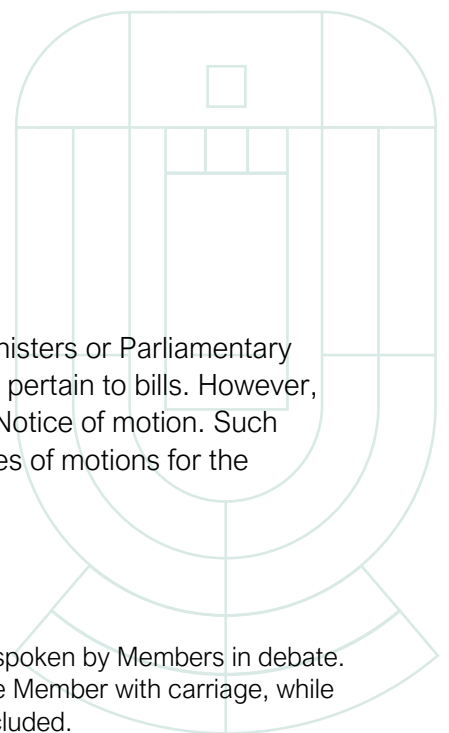 nisters or Parliamentary
pertain to bills. However,
Notice of motion. Such
es of motions for the
spoken by Members in debate.
e Member with carriage, while
cluded.